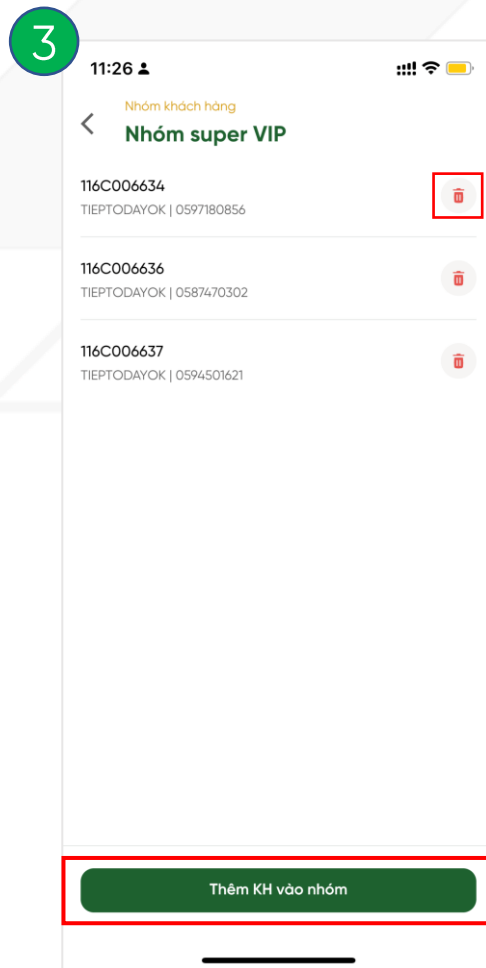 3
11:26
Nhóm khách hàng
Nhóm super VIP
116C006634
TIEPTODAYOK | 0597180856
116C006636
TIEPTODAYOK | 0587470302
116C006637
TIEPTODAYOK | 0594501621
Thêm KH vào nhóm